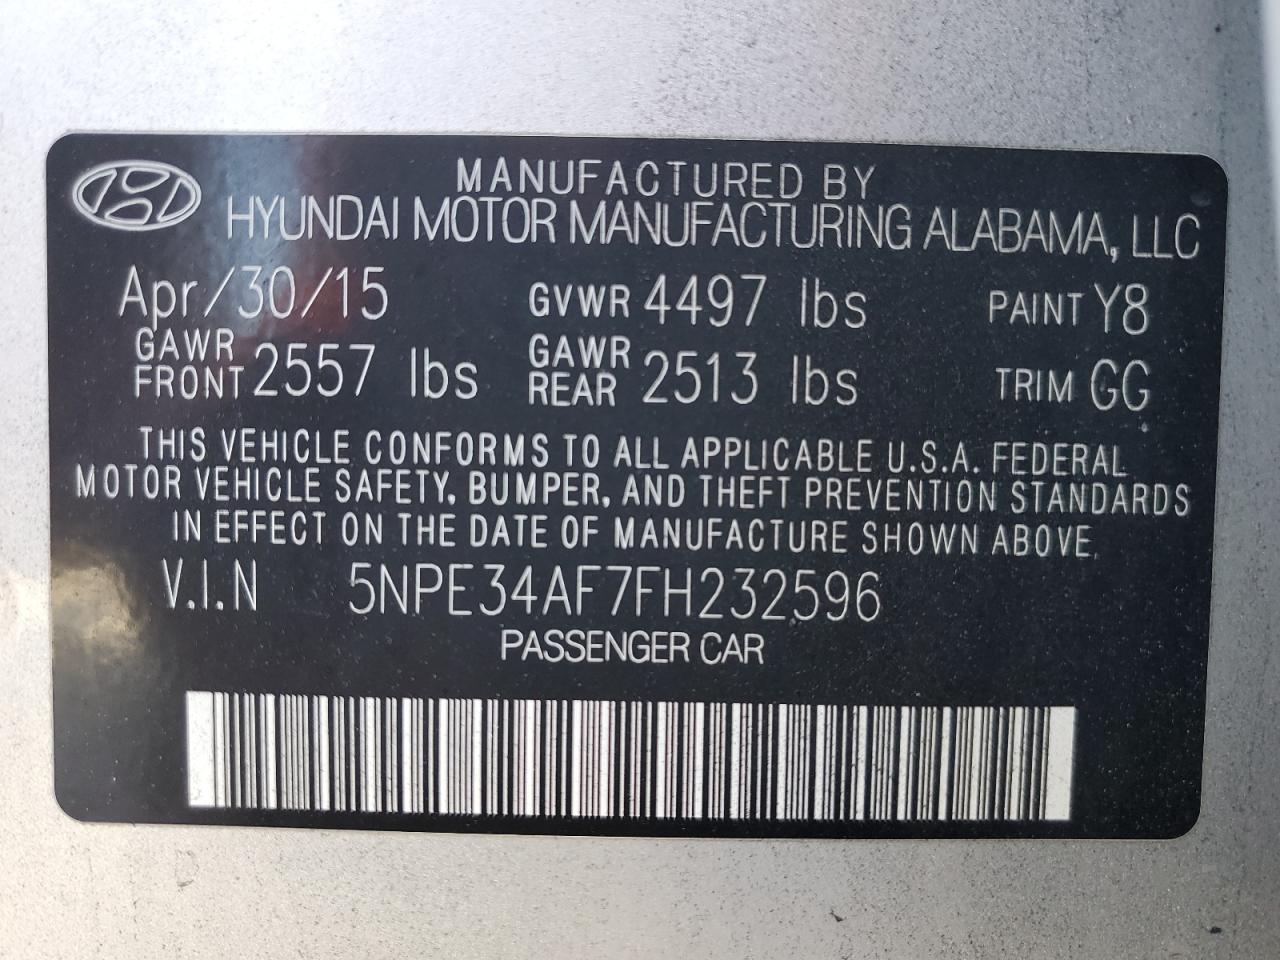 MANUFACTURED BY
HYUNDAI MOTOR MANUFACTURING ALABAMA, LLC
Apr/30/15 GVWR 4497 lbs PAINT Y8
GAWR FRONT 2557 lbs GAWR REAR 2513 lbs TRIM GG
THIS VEHICLE CONFORMS TO ALL APPLICABLE U.S.A. FEDERAL
MOTOR VEHICLE SAFETY, BUMPER, AND THEFT PREVENTION STANDARDS
IN EFFECT ON THE DATE OF MANUFACTURE SHOWN ABOVE.
V.I.N 5NPE34AF7FH232596
PASSENGER CAR